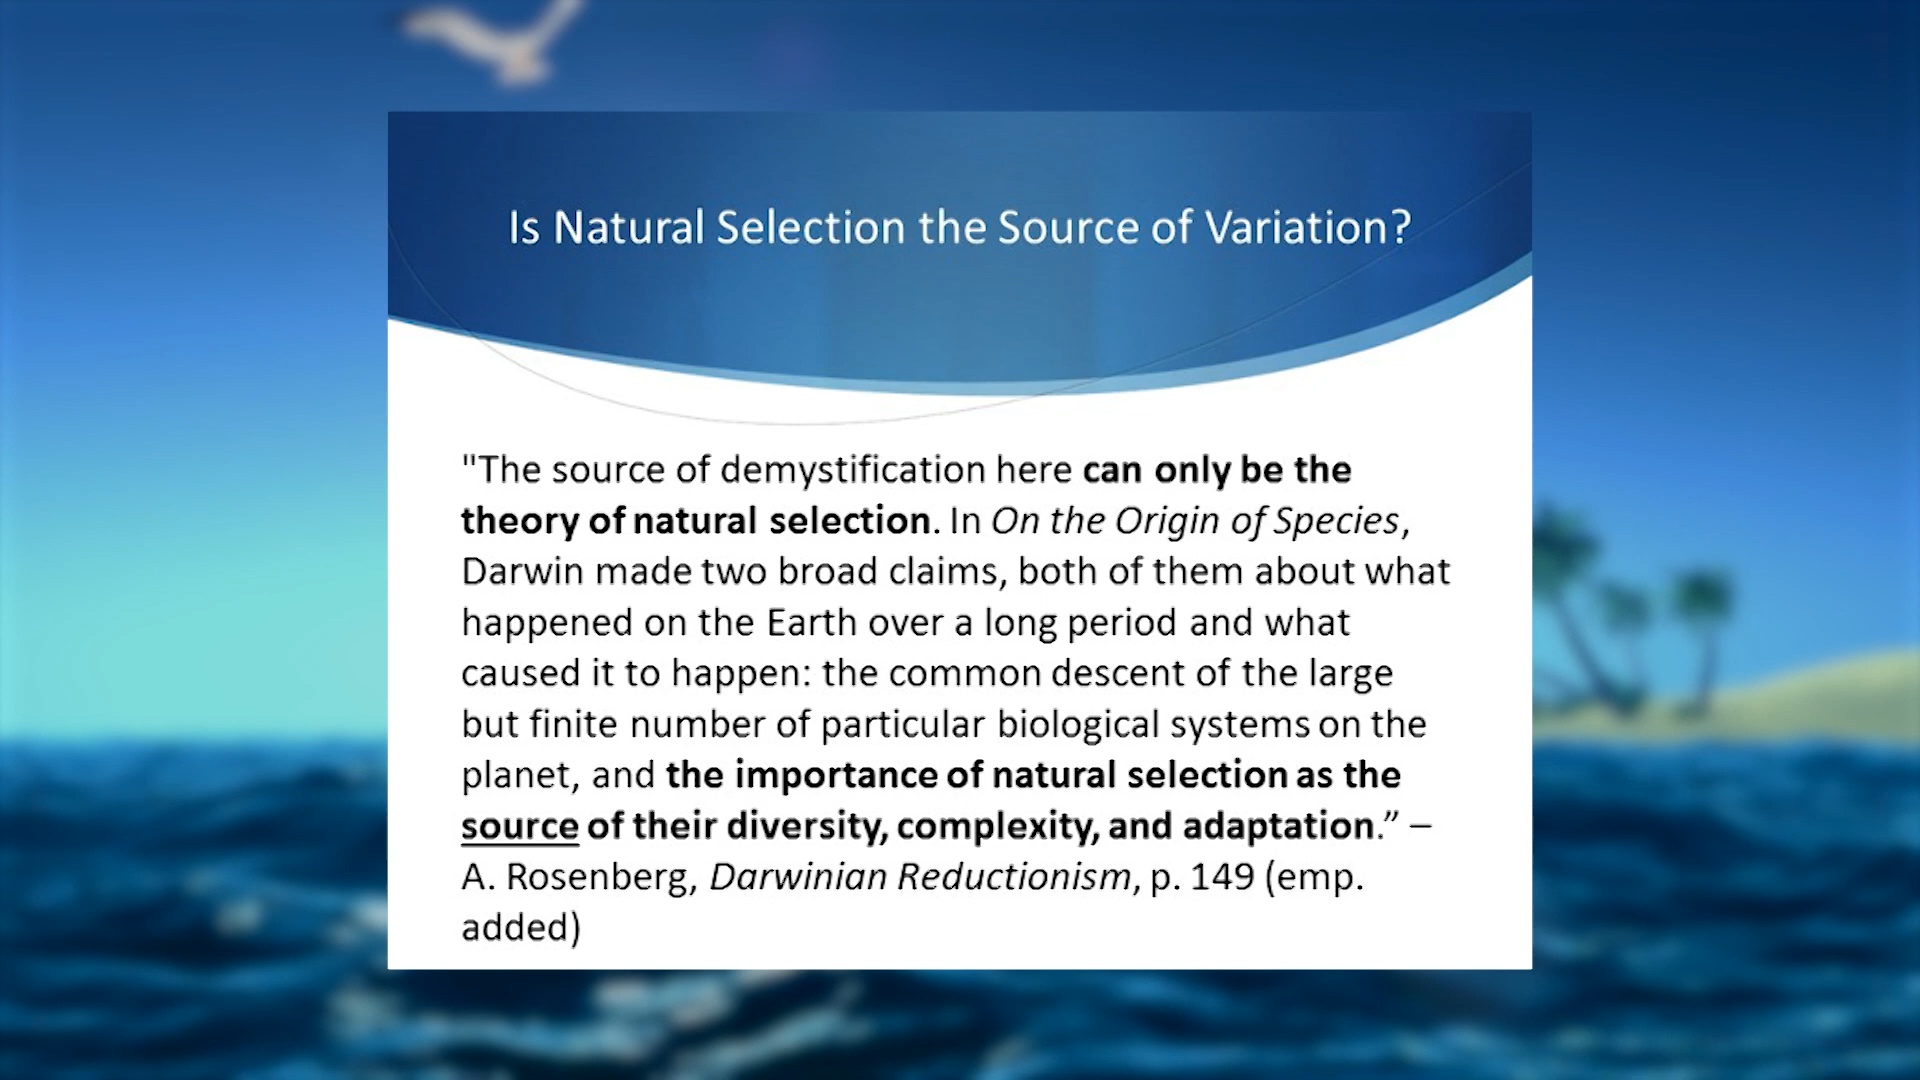 Is Natural Selection the Source of Variation?
"The source of demystification here can only be the
theory of natural selection. In On the Origin of Species,
Darwin made two broad claims, both of them about what
happened on the Earth over a long period and what
caused it to happen: the common descent of the large
but finite number of particular biological systems on the
planet, and the importance of natural selection as the
source of their diversity, complexity, and adaptation.” –
A. Rosenberg, Darwinian Reductionism, p. 149 (emp.
added)